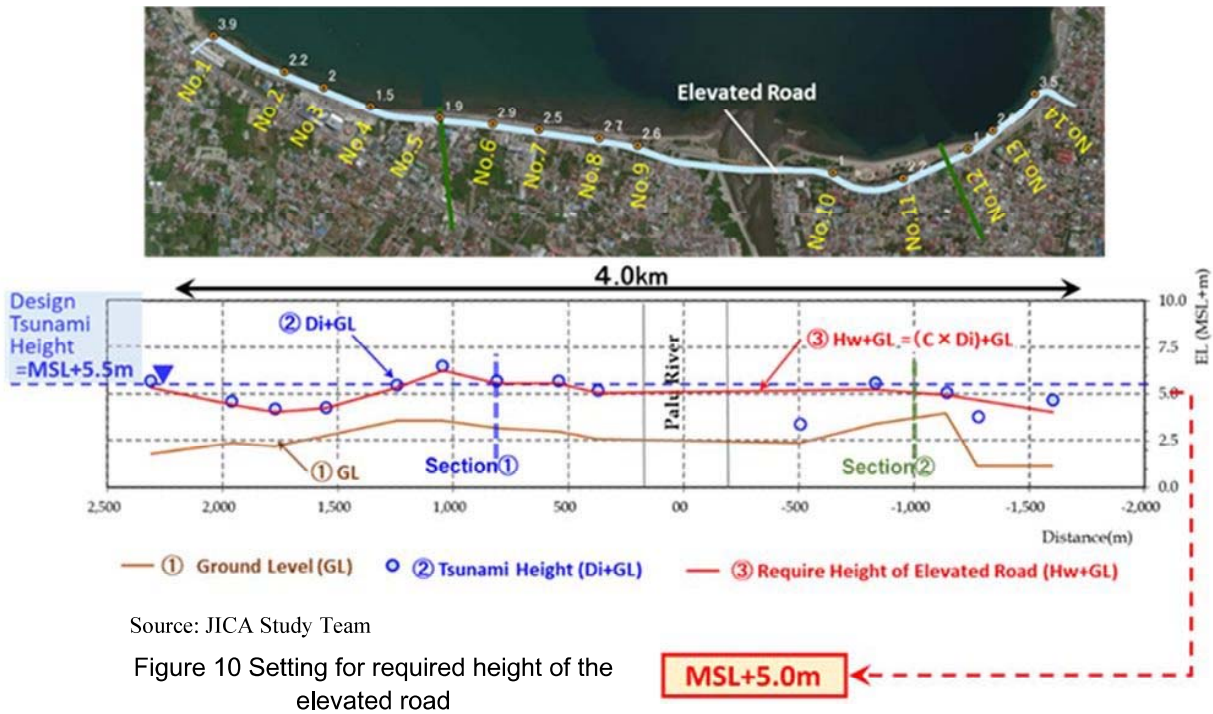 3.9
2.2
2
1.5
1.9
2.9
2.5
2.7
2.6
1
2.2
1
3.5
Elevated Road
No.1
No.2
No.3
No.4
No.5
No.6
No.7
No.8
No.9
No.10
No.11
No.12
No.13
No.14
4.0km
Design
Tsunami
Height
=MSL+5.5m
② Di+GL
③ Hw+GL =(C × Di)+GL
Palu River
Section①
Section②
① GL
10.0
7.5
5.0
2.5
0.0
EL (MSL+m)
2,500 2,000 1,500 1,000 500 00 -500 -1,000 -1,500 -2,000
Distance(m)
① Ground Level (GL) ② Tsunami Height (Di+GL) ③ Require Height of Elevated Road (Hw+GL)
Source: JICA Study Team
Figure 10 Setting for required height of the
elevated road
MSL+5.0m